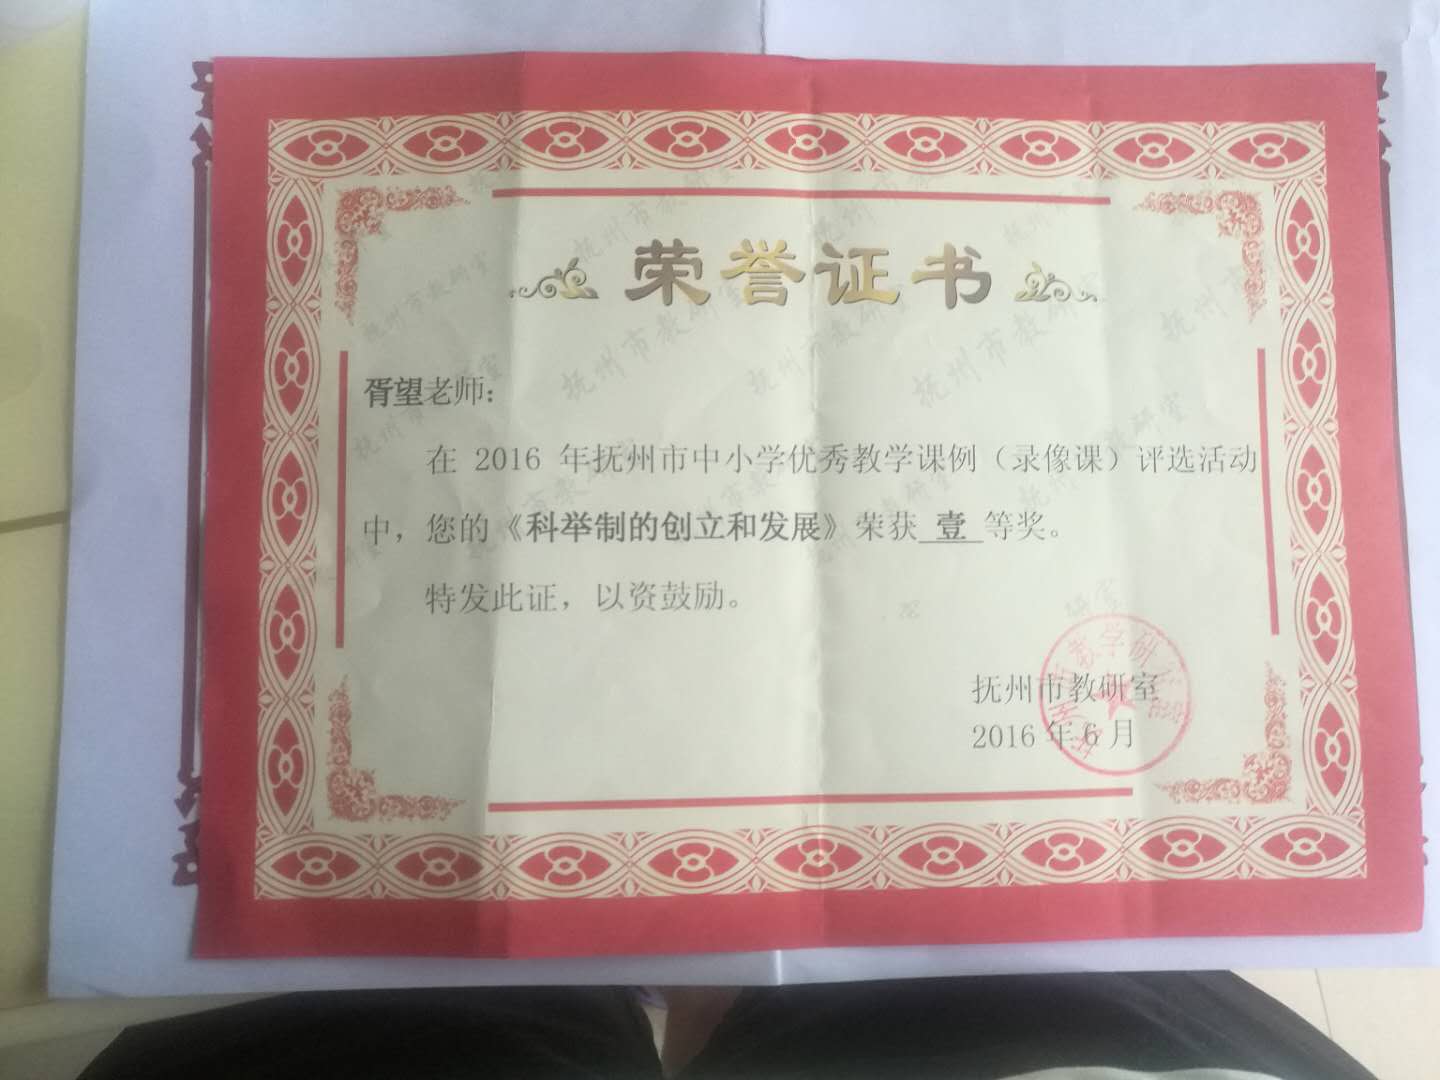 荣誉证书
胥望老师：
在 2016 年抚州市中小学优秀教学课例（录像课）评选活动
中，您的《科举制的创立和发展》荣获 壹 等奖。
特发此证，以资鼓励。
抚州市教研室
2016 年 6 月